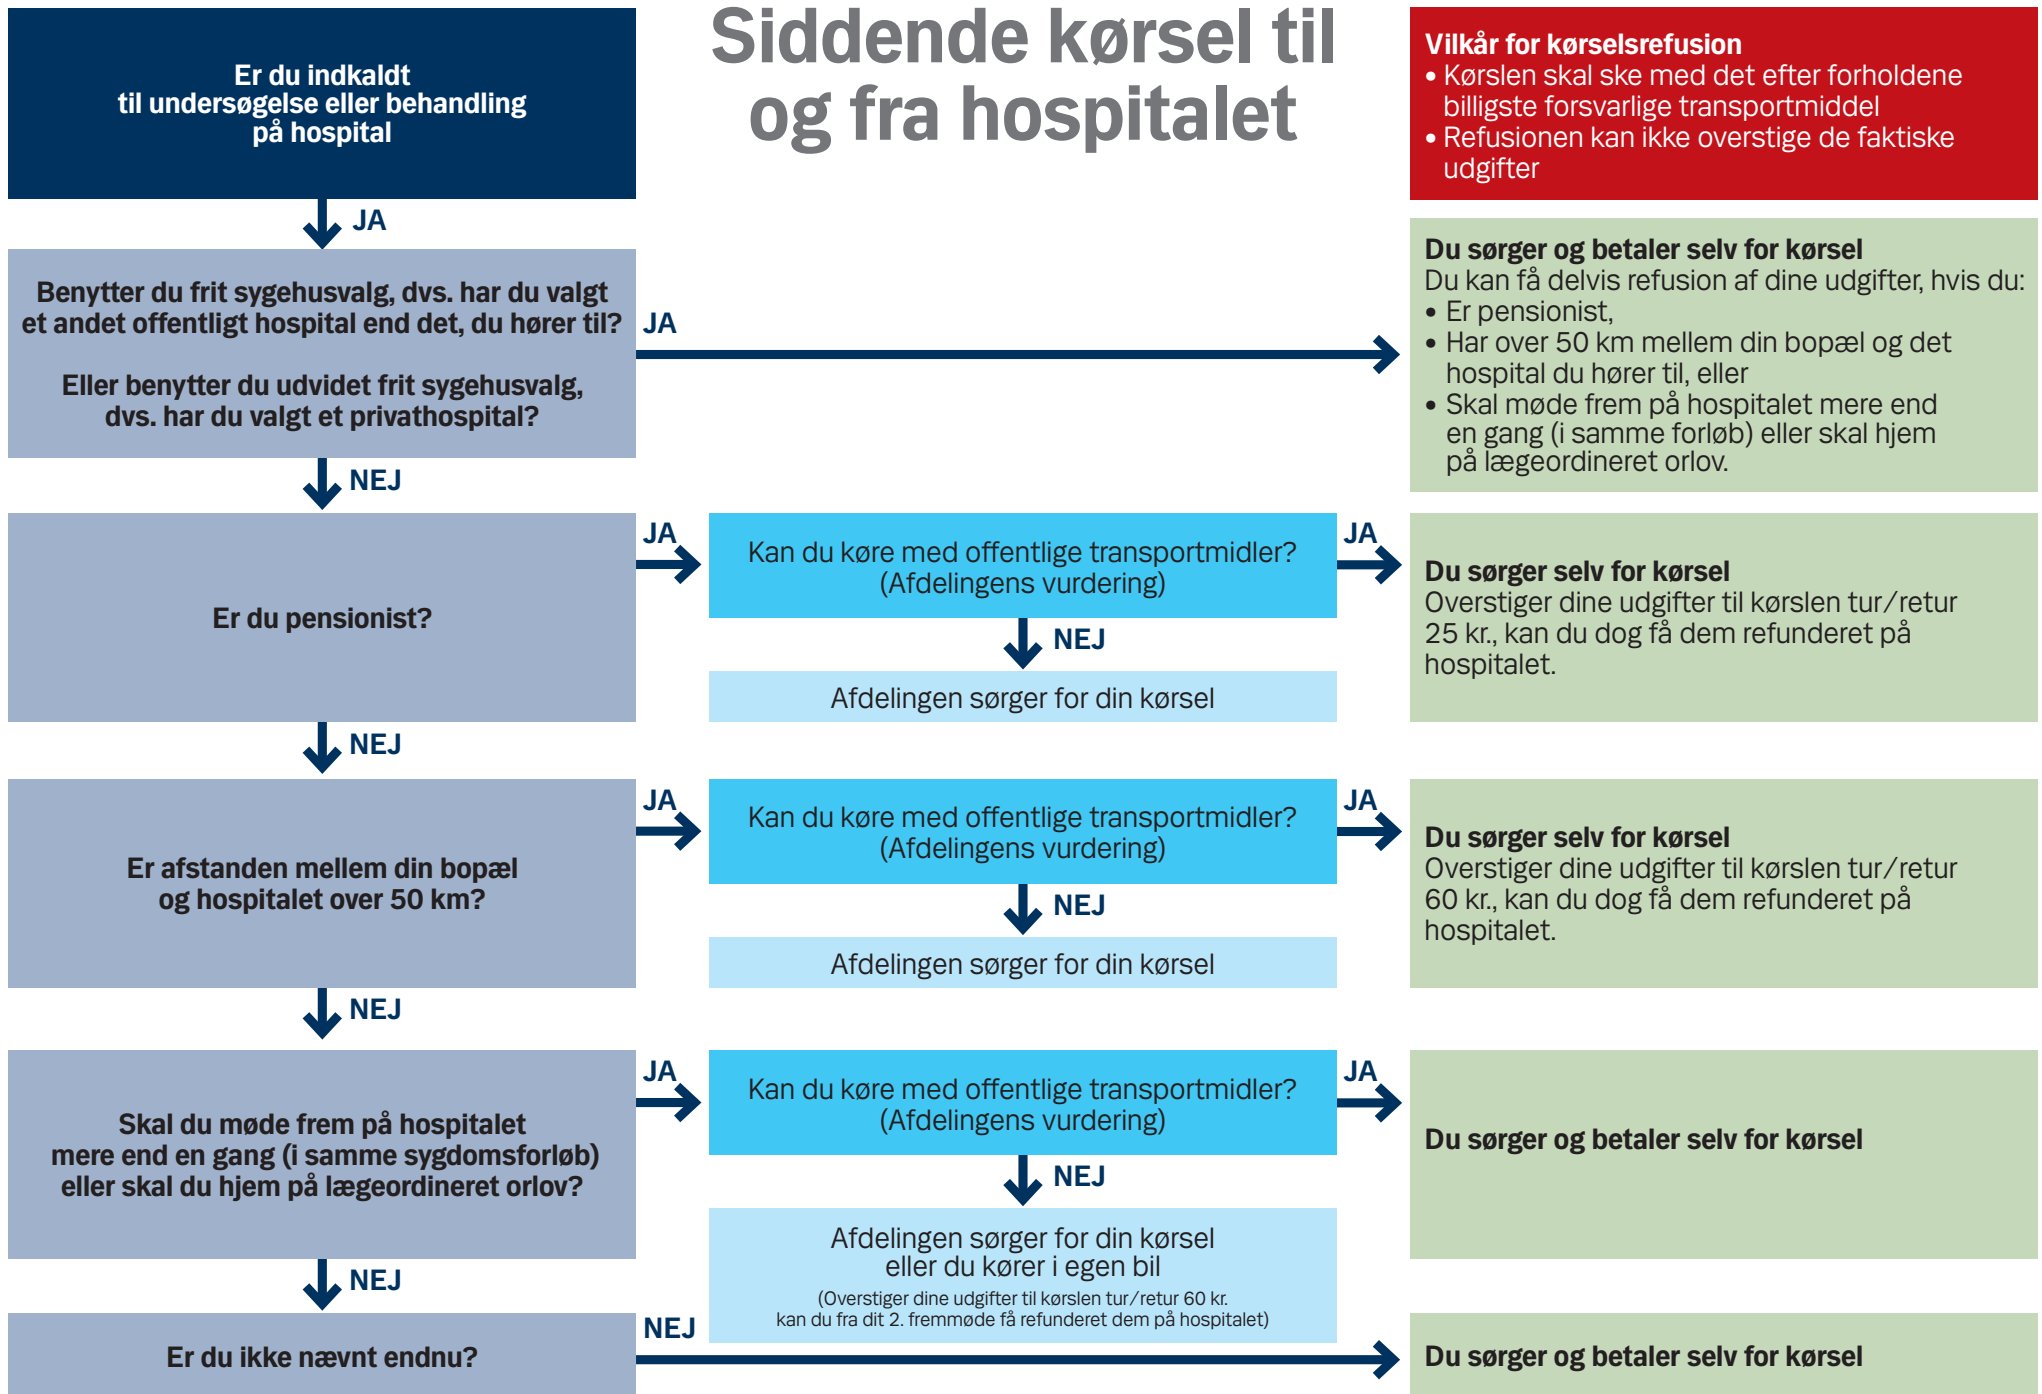 Siddende kørsel til
og fra hospitalet
Er du indkaldt
til undersøgelse eller behandling
på hospital
Vilkår for kørselsrefusion
• Kørslen skal ske med det efter forholdene
billigste forsvarlige transportmiddel
• Refusionen kan ikke overstige de faktiske
udgifter
JA
Benytter du frit sygehusvalg, dvs. har du valgt
et andet offentligt hospital end det, du hører til?
Eller benytter du udvidet frit sygehusvalg,
dvs. har du valgt et privathospital?
JA
Du sørger og betaler selv for kørsel
Du kan få delvis refusion af dine udgifter, hvis du:
• Er pensionist,
• Har over 50 km mellem din bopæl og det
hospital du hører til, eller
• Skal møde frem på hospitalet mere end
en gang (i samme forløb) eller skal hjem
på lægeordineret orlov.
NEJ
Er du pensionist?
JA
Kan du køre med offentlige transportmidler?
(Afdelingens vurdering)
JA
Du sørger selv for kørsel
Overstiger dine udgifter til kørslen tur/retur
25 kr., kan du dog få dem refunderet på
hospitalet.
NEJ
Afdelingen sørger for din kørsel
NEJ
Er afstanden mellem din bopæl
og hospitalet over 50 km?
JA
Kan du køre med offentlige transportmidler?
(Afdelingens vurdering)
JA
Du sørger selv for kørsel
Overstiger dine udgifter til kørslen tur/retur
60 kr., kan du dog få dem refunderet på
hospitalet.
NEJ
Afdelingen sørger for din kørsel
NEJ
Skal du møde frem på hospitalet
mere end en gang (i samme sygdomsforløb)
eller skal du hjem på lægeordineret orlov?
JA
Kan du køre med offentlige transportmidler?
(Afdelingens vurdering)
JA
Du sørger og betaler selv for kørsel
NEJ
Afdelingen sørger for din kørsel
eller du kører i egen bil
(Overstiger dine udgifter til kørslen tur/retur 60 kr.
kan du fra dit 2. fremmøde få refunderet dem på hospitalet)
NEJ
Er du ikke nævnt endnu?
NEJ
Du sørger og betaler selv for kørsel